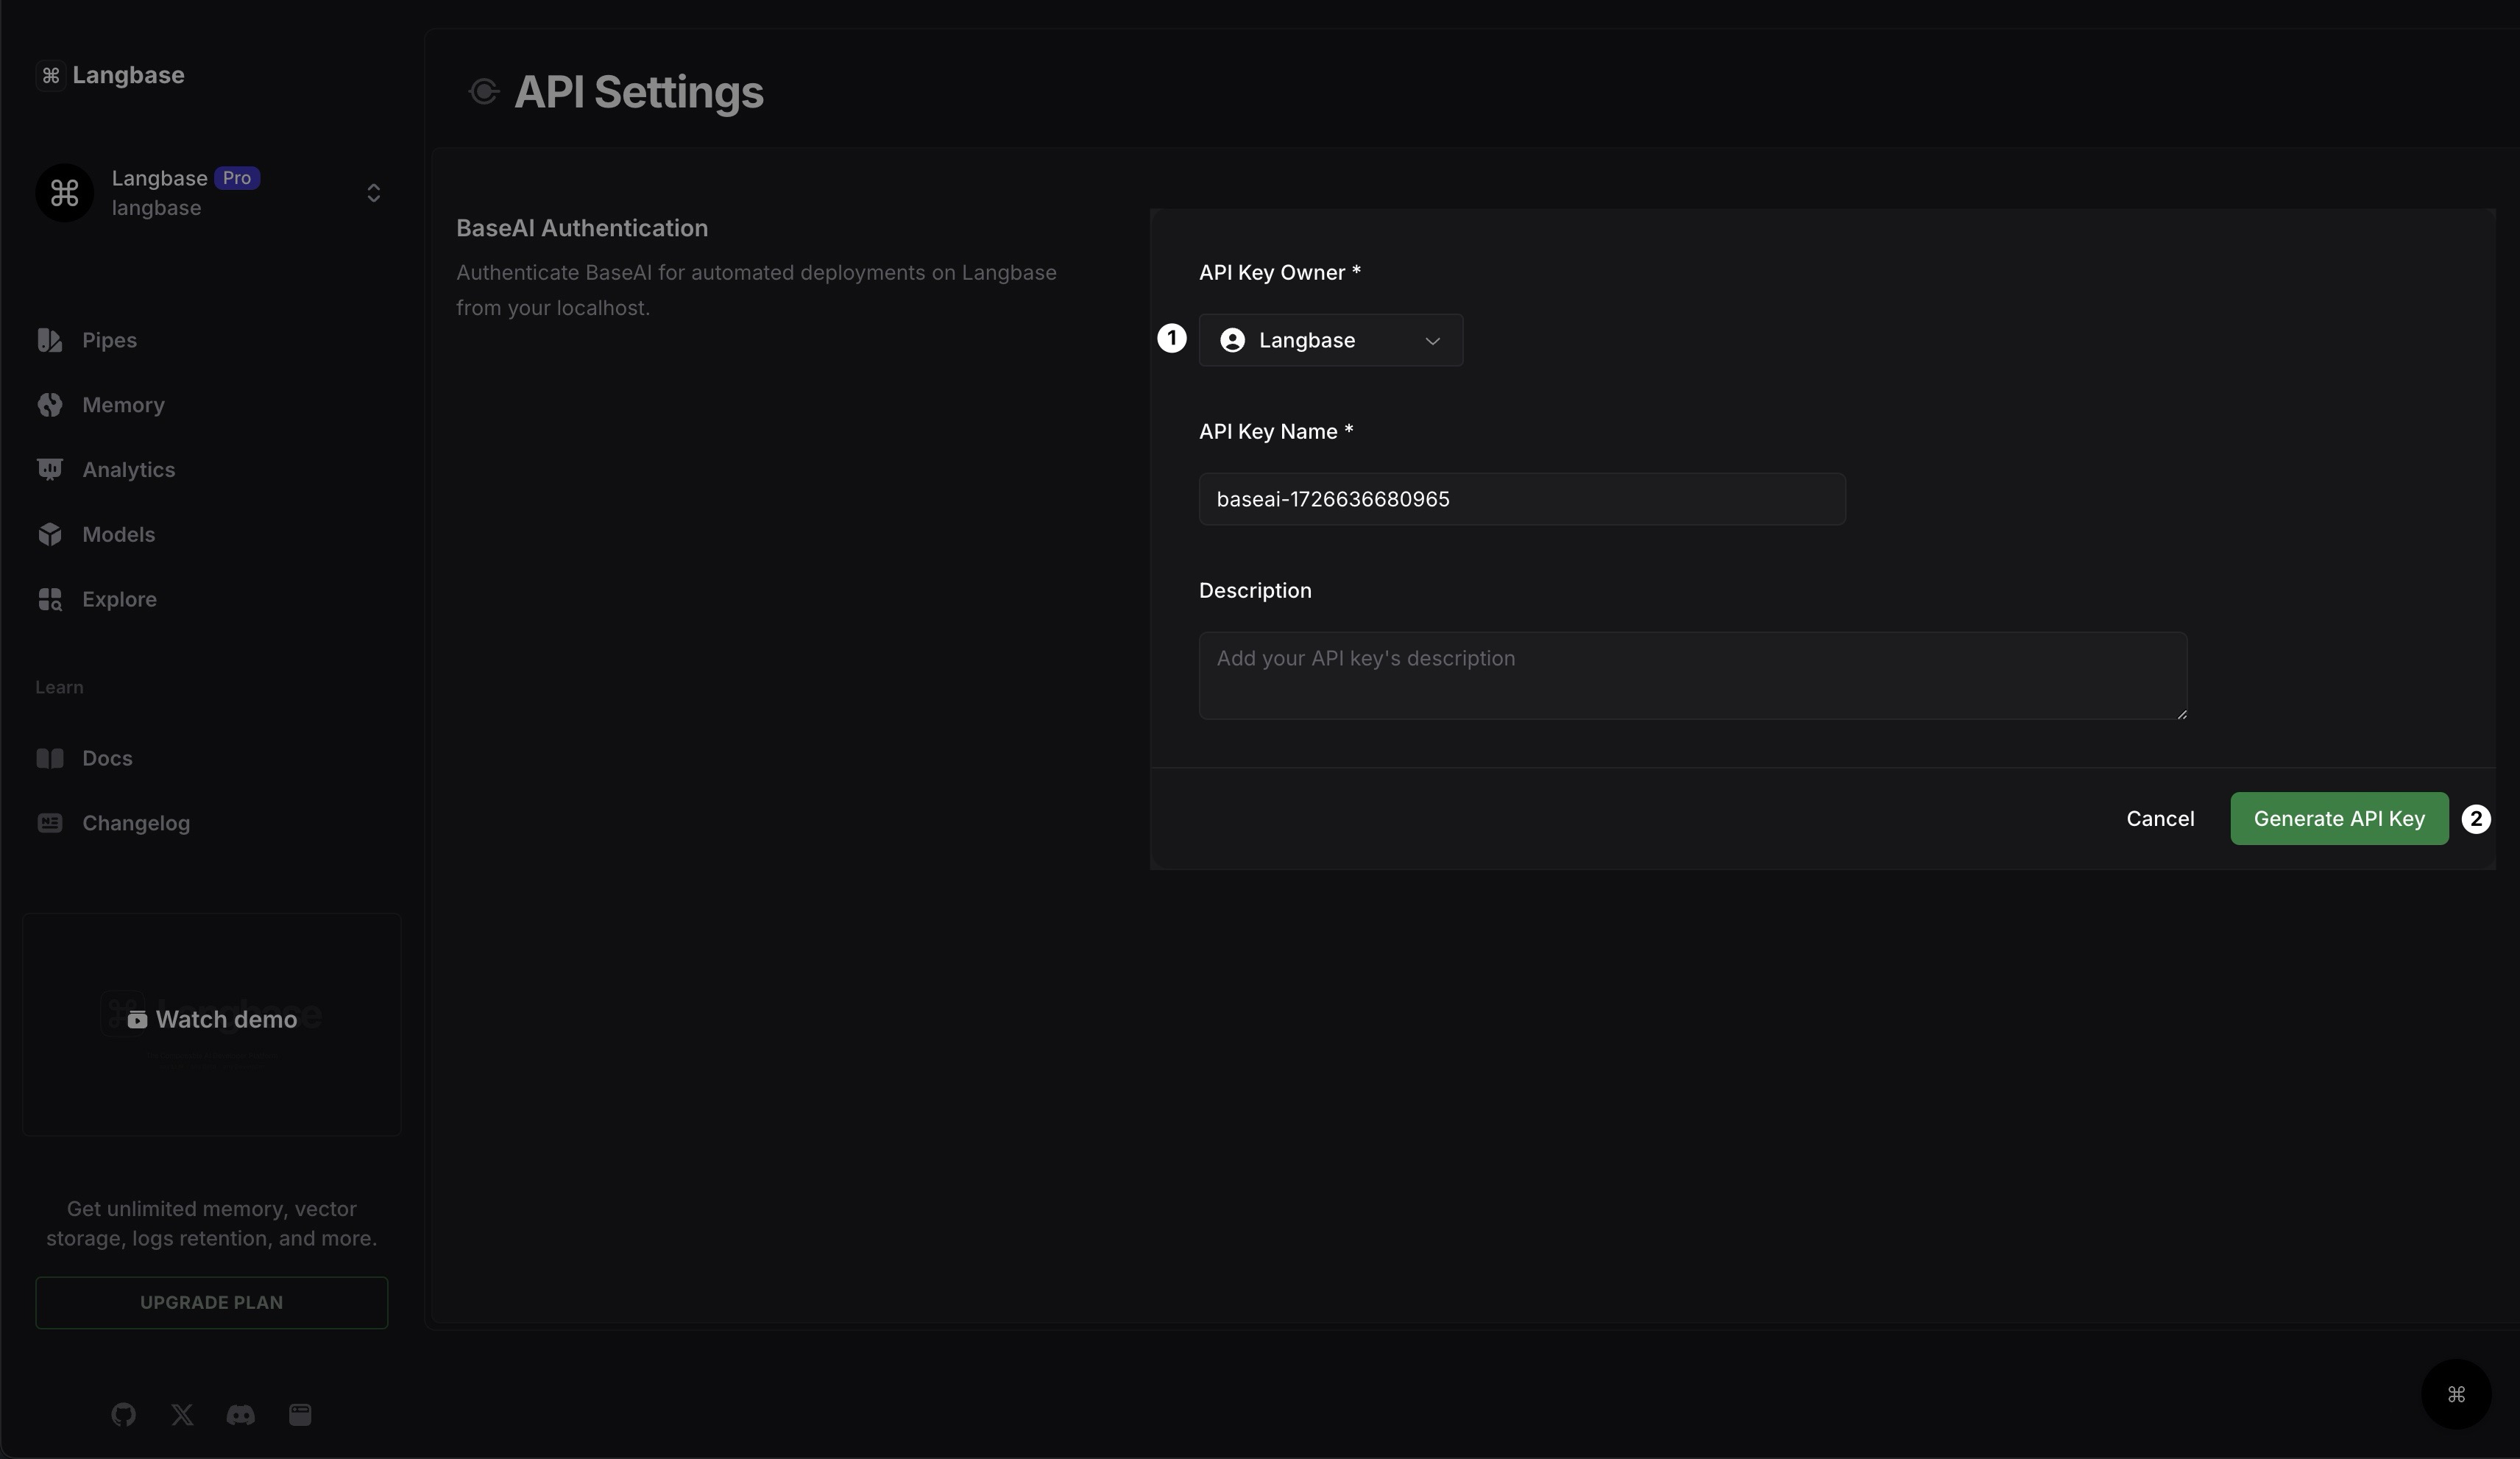 Langbase
Langbase Pro
langbase
Pipes
Memory
Analytics
Models
Explore
Learn
Docs
Changelog
Watch demo
Get unlimited memory, vector
storage, logs retention, and more.
UPGRADE PLAN
API Settings
BaseAI Authentication
Authenticate BaseAI for automated deployments on Langbase
from your localhost.
API Key Owner *
1 Langbase
API Key Name *
baseai-1726636680965
Description
Add your API key's description
Cancel Generate API Key 2